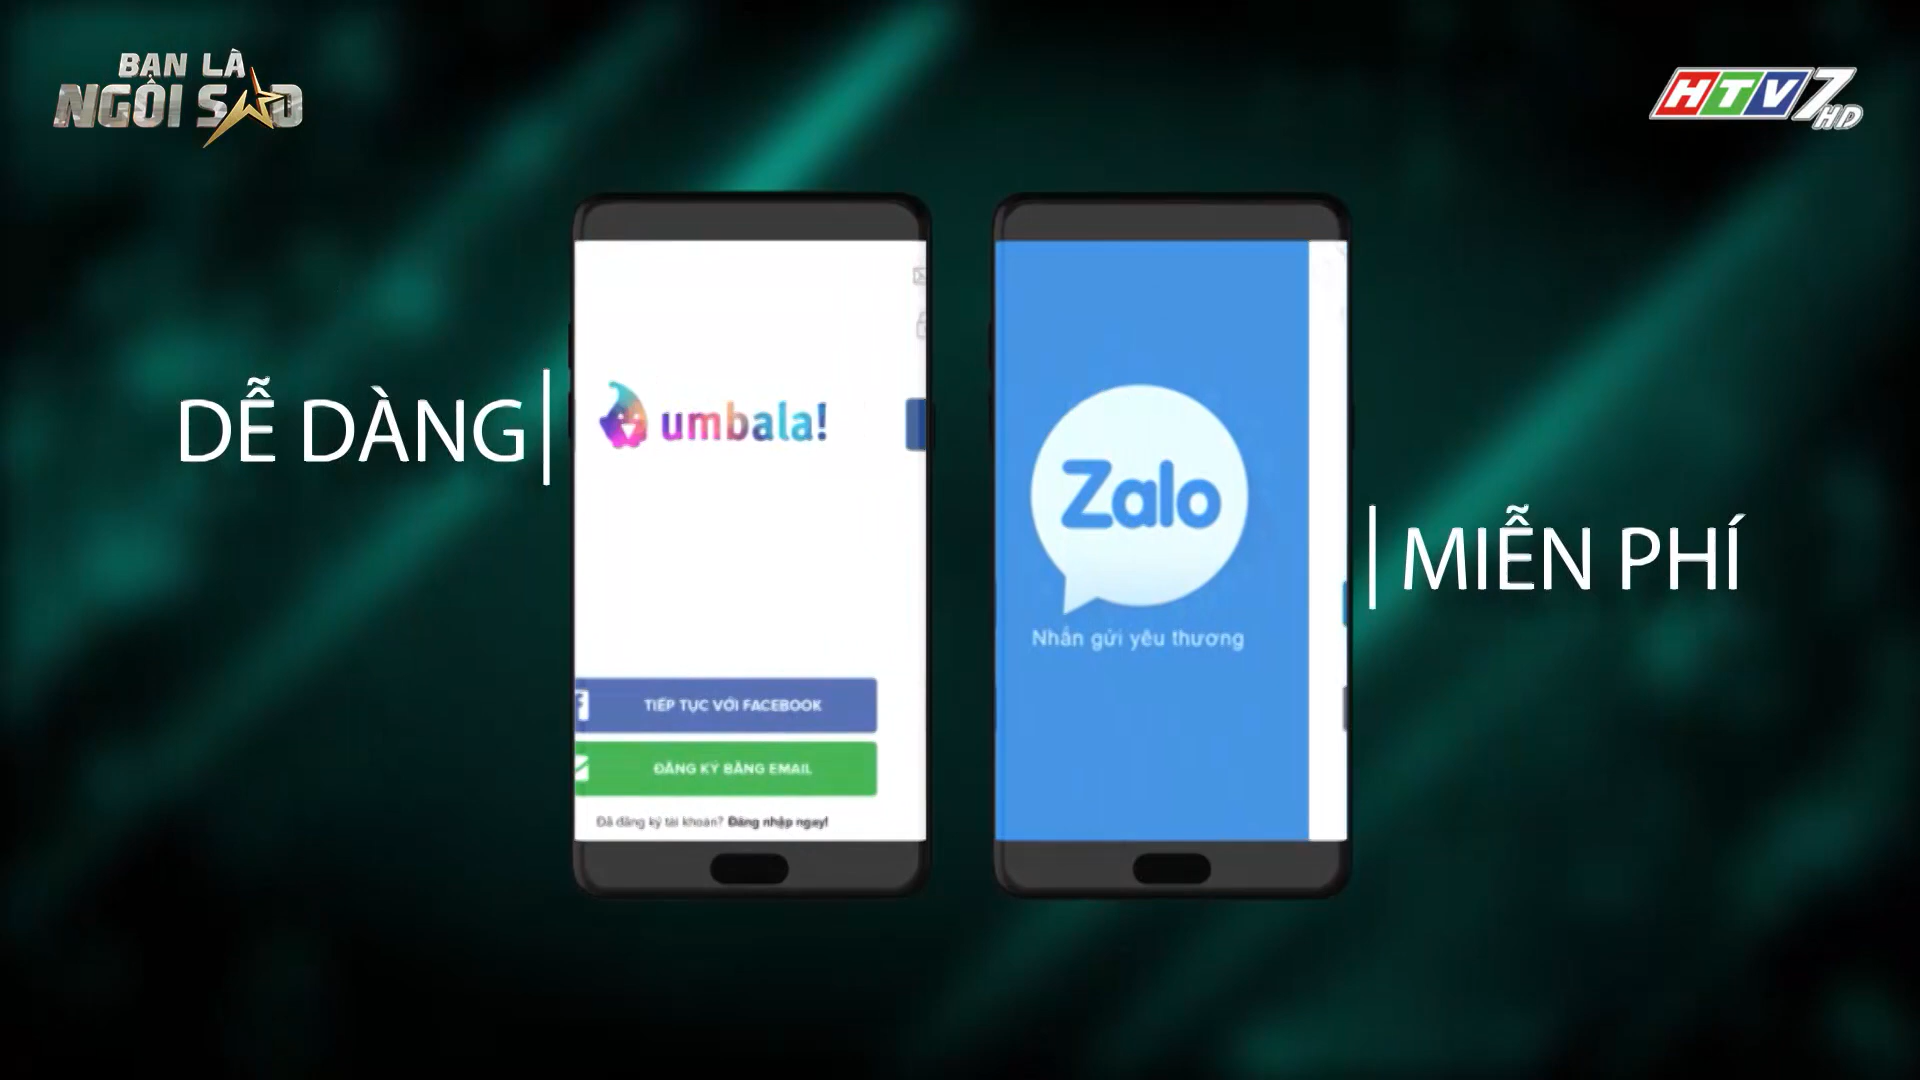 BẠN LÀ
NGÔI SAO
HTV7
HD
DỄ DÀNG
umbala!
TIẾP TỤC VỚI FACEBOOK
ĐĂNG KÝ BẰNG EMAIL
Đã đăng ký tài khoản? Đăng nhập ngay!
Zalo
Nhắn gửi yêu thương
MIỄN PHÍ